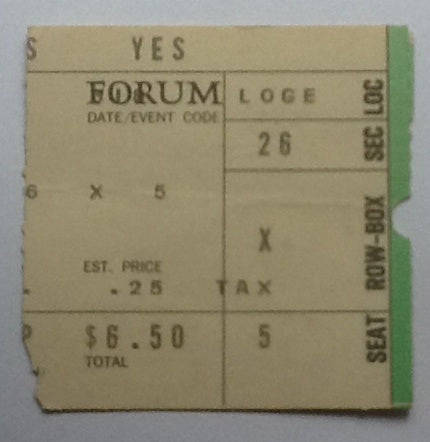 S YES
FORUM LOGE LOC
DATE/EVENT CODE
26 SEC
6 X 5
X ROW-BOX
EST. PRICE
.25 TAX
P $6.50 5 SEAT
TOTAL